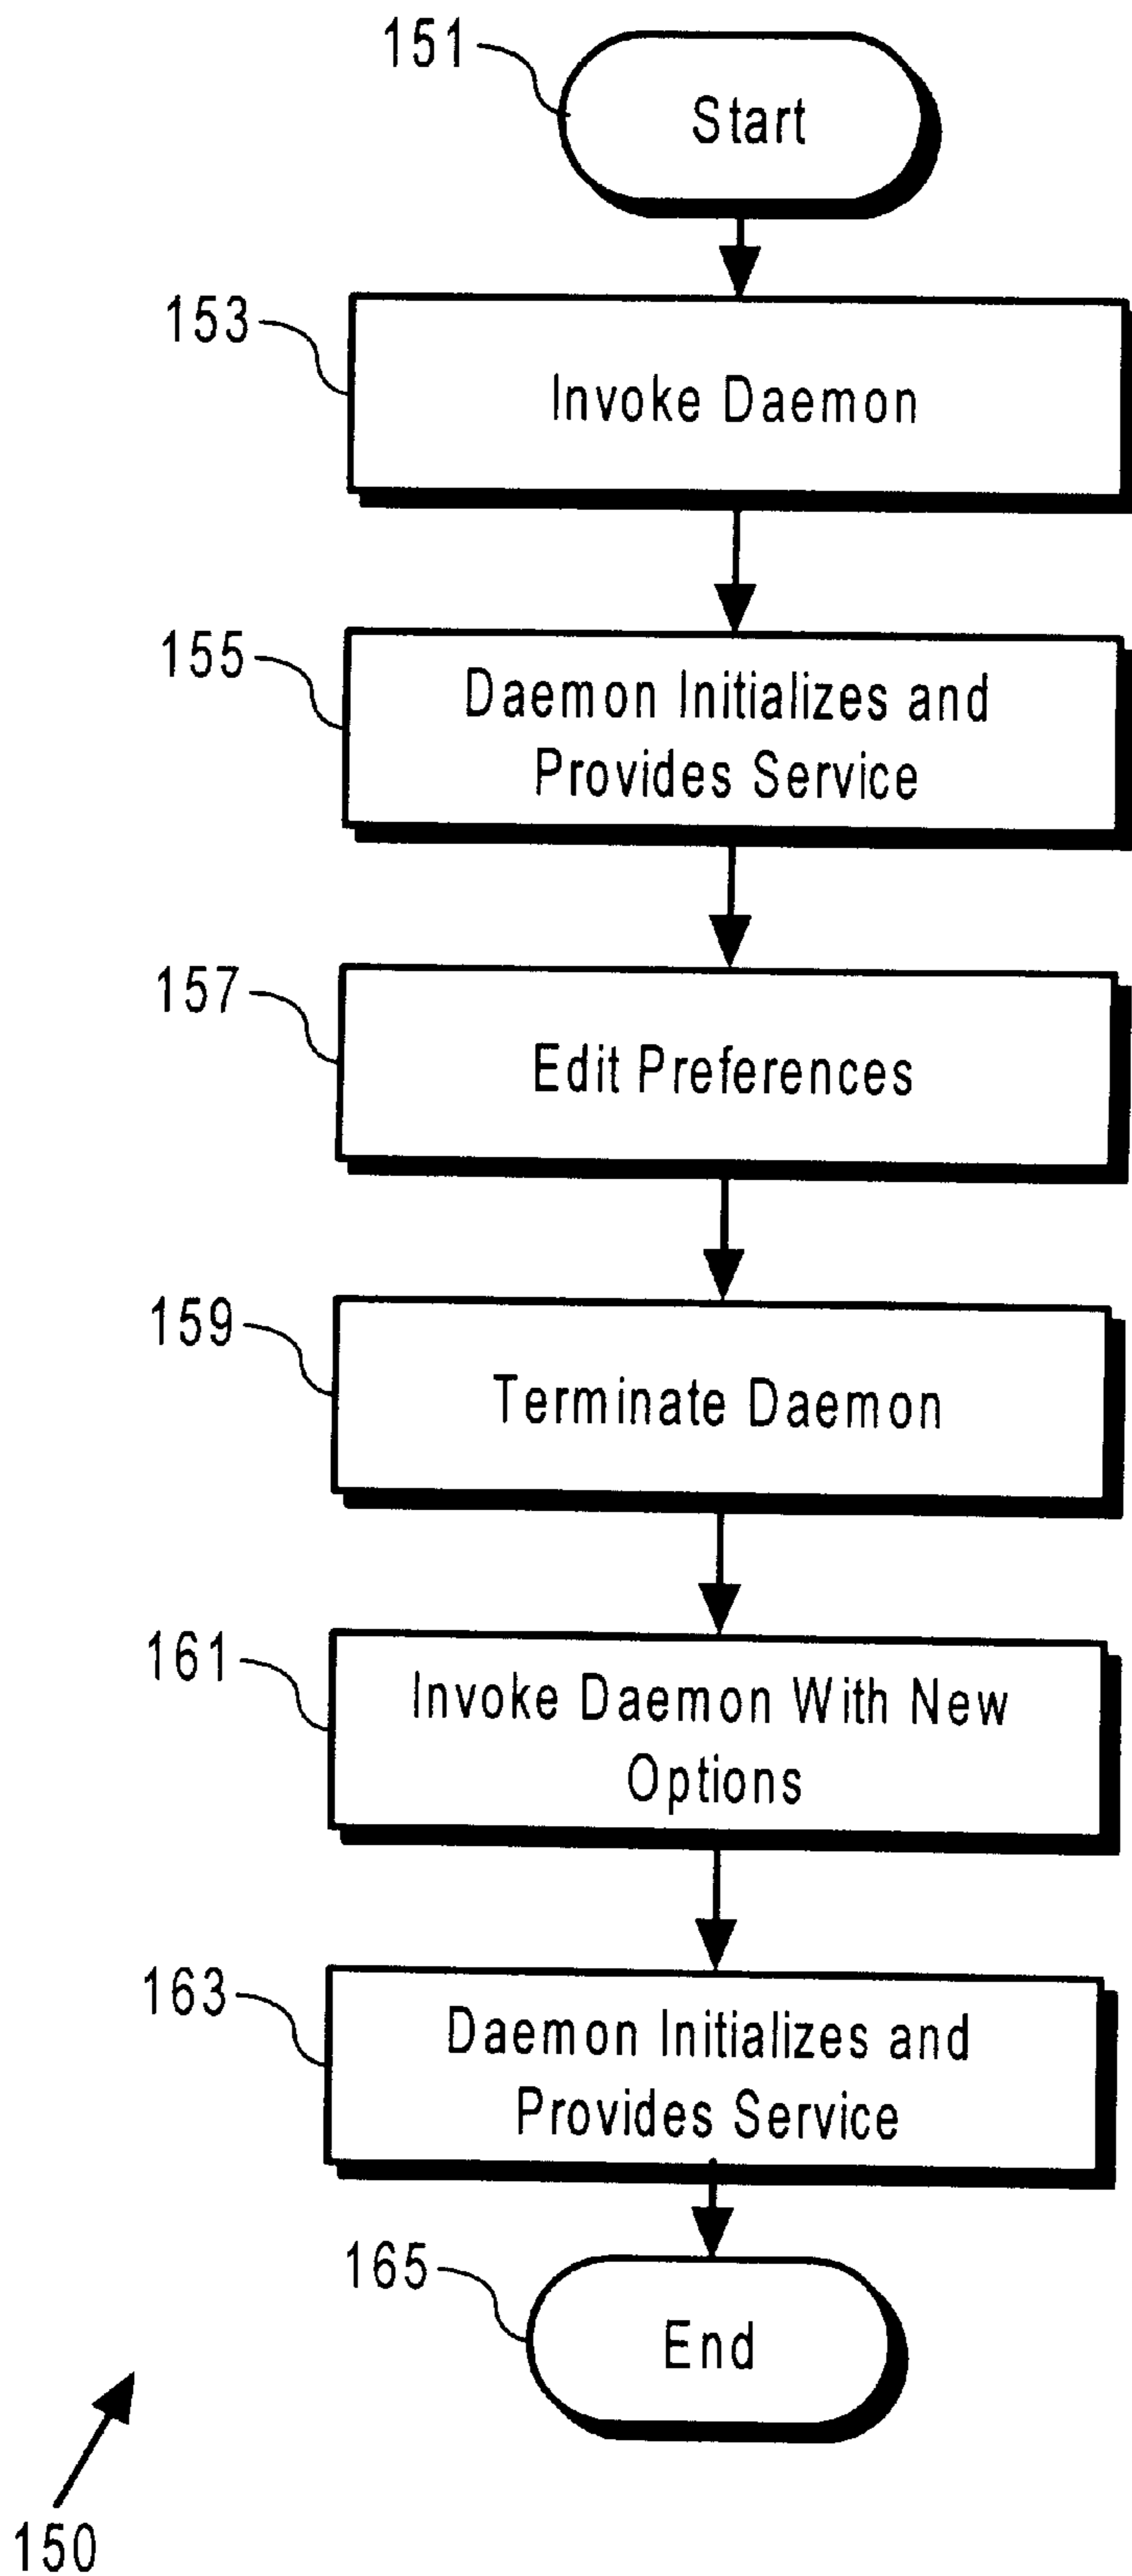 151
Start
153
Invoke Daemon
155
Daemon Initializes and
Provides Service
157
Edit Preferences
159
Terminate Daemon
161
Invoke Daemon With New
Options
163
Daemon Initializes and
Provides Service
165
End
150